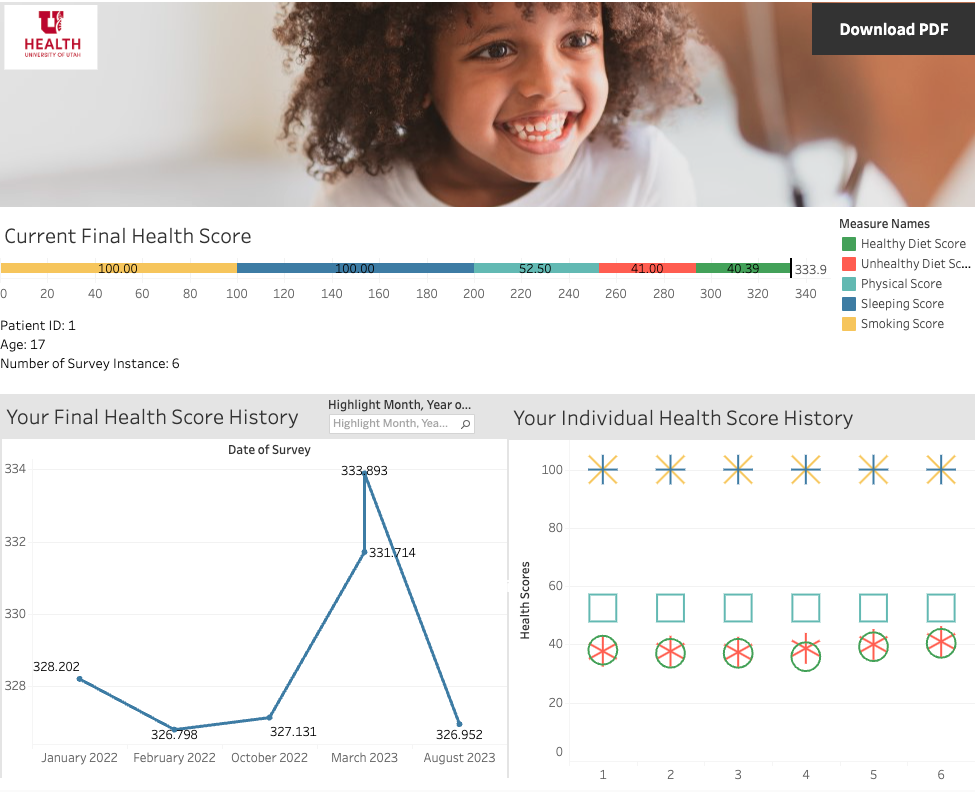 U
HEALTH
UNIVERSITY OF UTAH
Download PDF
Current Final Health Score
100.00 100.00 52.50 41.00 40.39 333.9
0 20 40 60 80 100 120 140 160 180 200 220 240 260 280 300 320 340
Measure Names
Healthy Diet Score
Unhealthy Diet Sc...
Physical Score
Sleeping Score
Smoking Score
Patient ID: 1
Age: 17
Number of Survey Instance: 6
Your Final Health Score History
Highlight Month, Year o...
Highlight Month, Yea...
Date of Survey
334
332
330
328
333.893
331.714
328.202
326.798
327.131
326.952
January 2022 February 2022 October 2022 March 2023 August 2023
Your Individual Health Score History
Health Scores
100
80
60
40
20
0
1 2 3 4 5 6